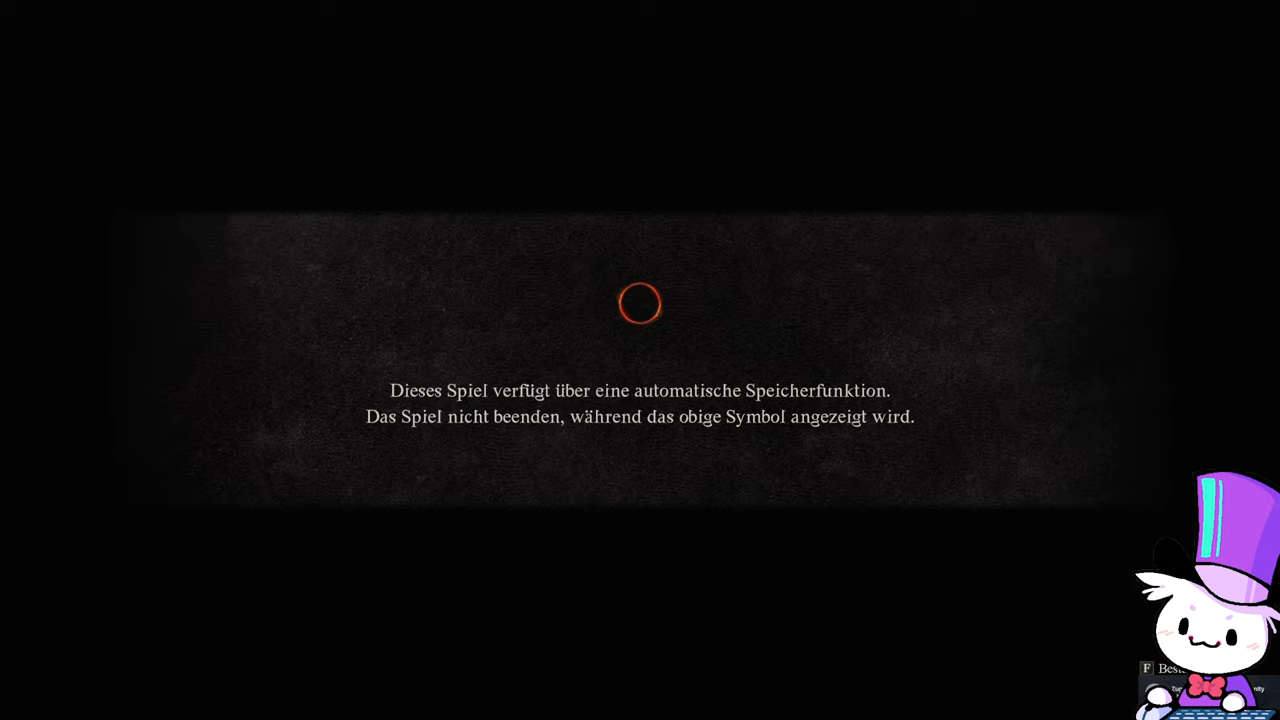 Dieses Spiel verfügt über eine automatische Speicherfunktion.
Das Spiel nicht beenden, während das obige Symbol angezeigt wird.
F